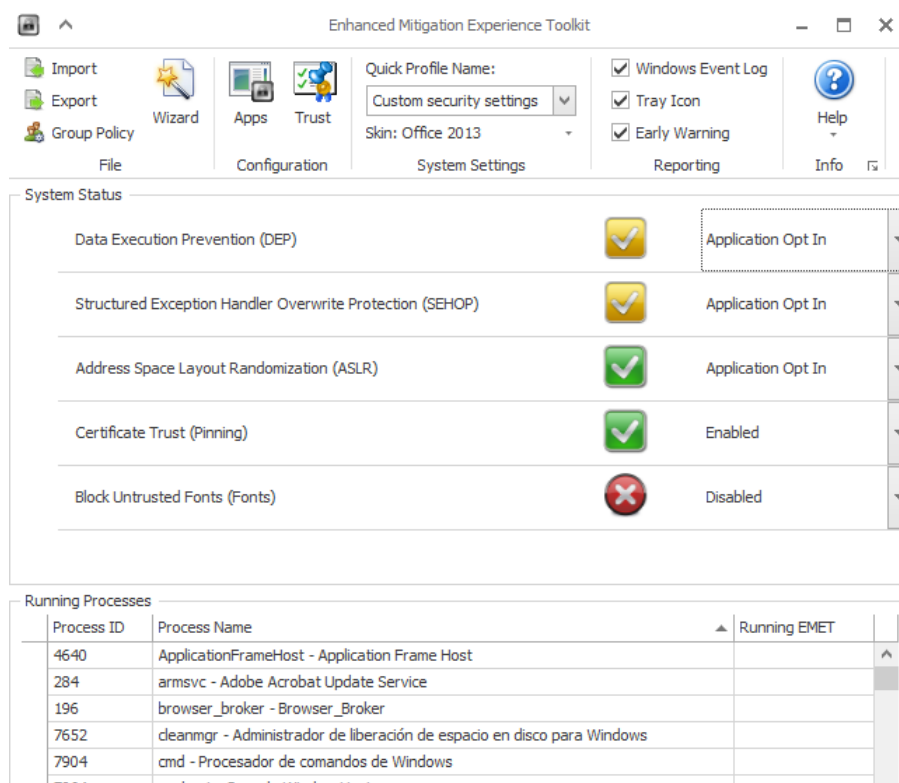 Enhanced Mitigation Experience Toolkit
Import
Export
Group Policy
File
Wizard
Apps
Trust
Configuration
Quick Profile Name:
Custom security settings
Skin: Office 2013
System Settings
Windows Event Log
Tray Icon
Early Warning
Reporting
Help
Info
System Status
Data Execution Prevention (DEP) Application Opt In
Structured Exception Handler Overwrite Protection (SEHOP) Application Opt In
Address Space Layout Randomization (ASLR) Application Opt In
Certificate Trust (Pinning) Enabled
Block Untrusted Fonts (Fonts) Disabled
Running Processes
Process ID Process Name Running EMET
4640 ApplicationFrameHost - Application Frame Host
284 armsvc - Adobe Acrobat Update Service
196 browser_broker - Browser_Broker
7652 cleanmgr - Administrador de liberación de espacio en disco para Windows
7904 cmd - Procesador de comandos de Windows